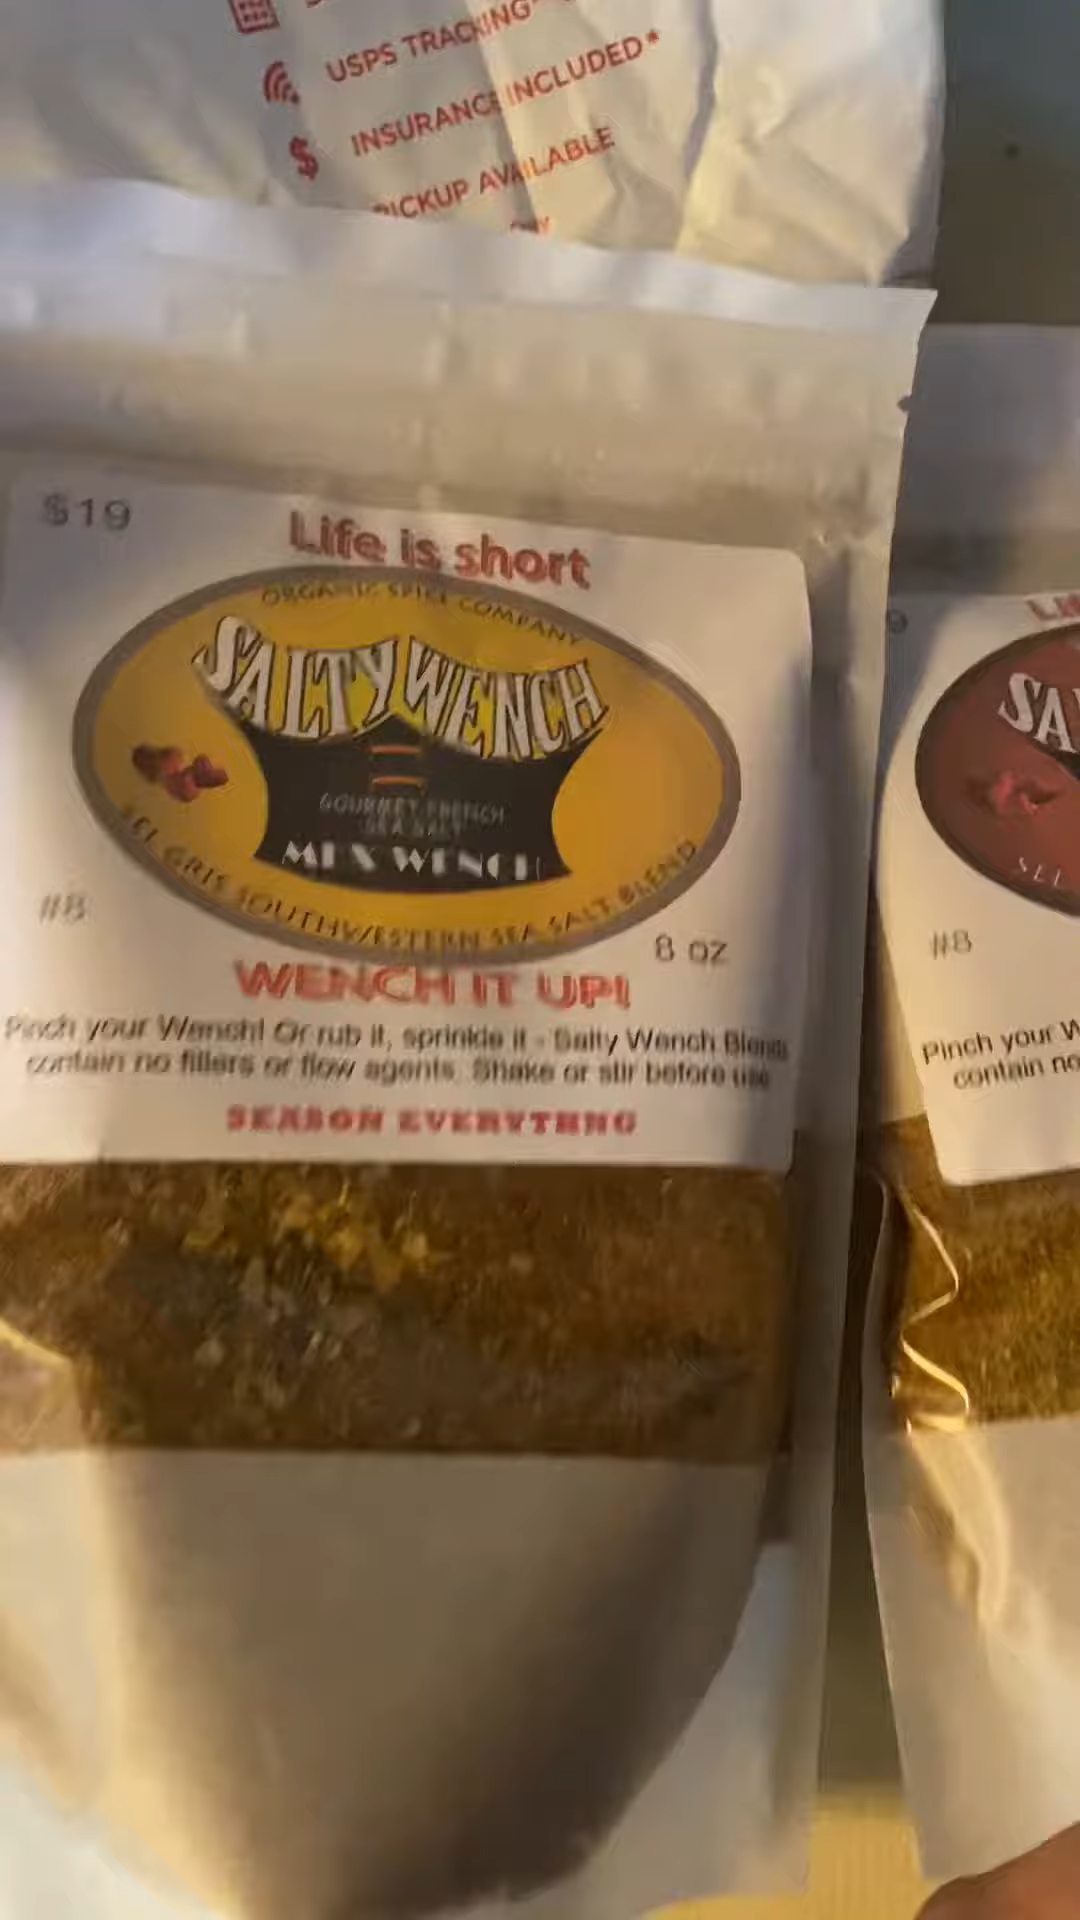 USPS TRACKING
$ INSURANCE INCLUDED*
PICKUP AVAILABLE
$19
Life is short
ORGANIC SPICE COMPANY
SALTY WENCH
GOURMET FRENCH
SEA SALT
MEX WENCH
SEL GRIS SOUTHWESTERN SEA SALT BLEND
#8
8 oz
WENCH IT UP!
Pinch your Wench! Or rub it, sprinkle it - Salty Wench Blends
contain no fillers or flow agents. Shake or stir before use
SEASON EVERYTHNG
SA
SEL
#8
Pinch your W
contain no